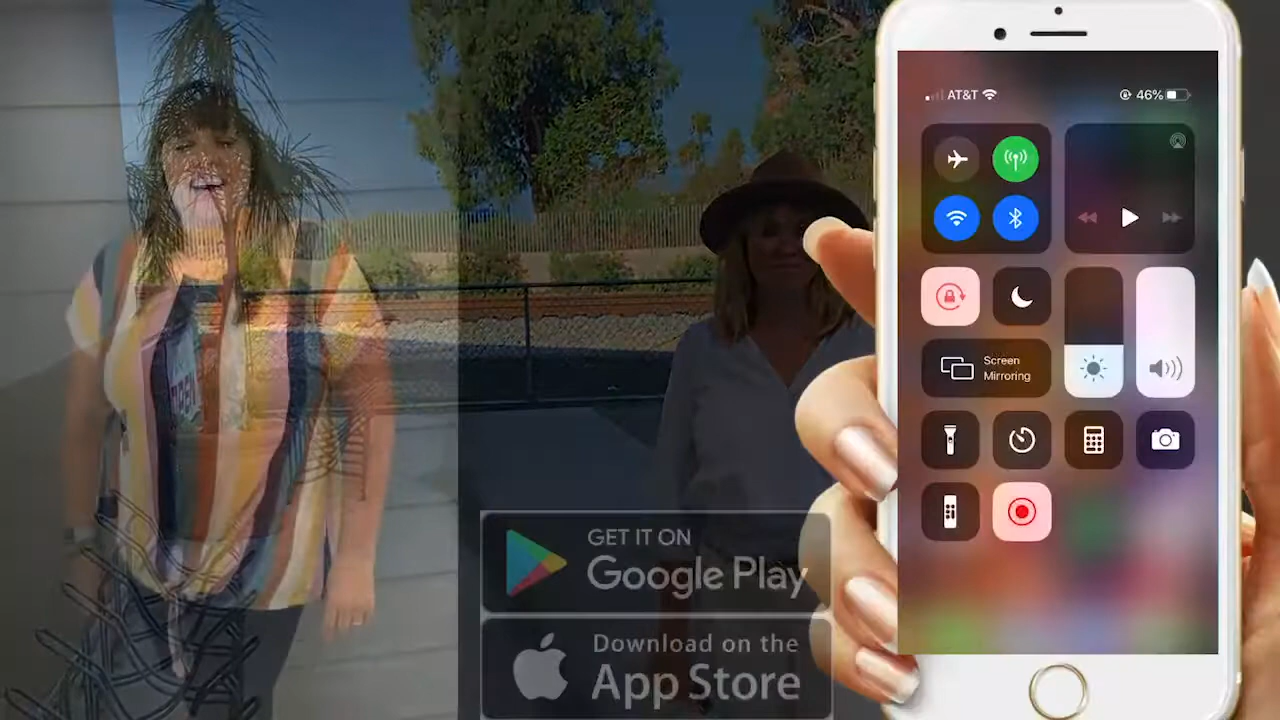 AT&T
46%
Screen
Mirroring
GET IT ON
Google Play
Download on the
App Store